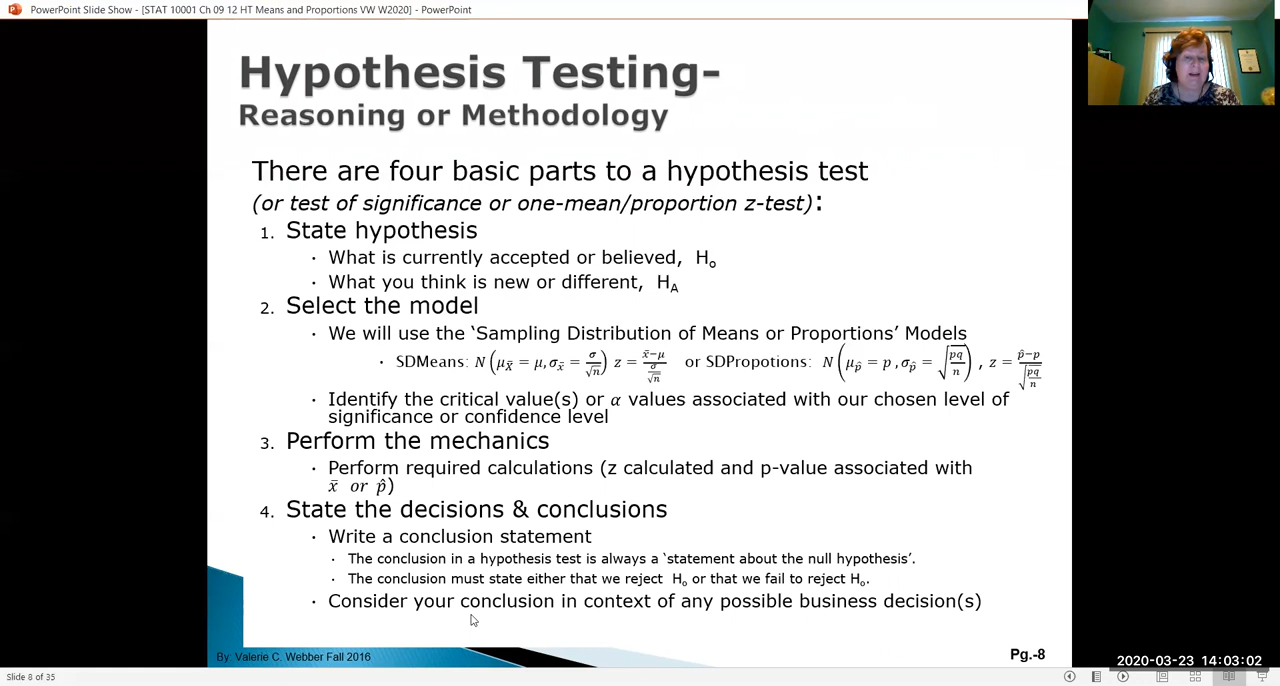 PowerPoint Slide Show - [STAT 10001 Ch 09 12 HT Means and Proportions VW W2020] - PowerPoint
Hypothesis Testing-
Reasoning or Methodology
There are four basic parts to a hypothesis test
(or test of significance or one-mean/proportion z-test):
1. State hypothesis
· What is currently accepted or believed, Hₒ
· What you think is new or different, H_A
2. Select the model
· We will use the ‘Sampling Distribution of Means or Proportions’ Models
· SDMeans: N(μ_x̄ = μ, σ_x̄ = σ/√n) z = (x̄−μ)/(σ/√n) or SDPropotions: N(μ_p̂ = p , σ_p̂ = √(pq/n)) , z = (p̂−p)/√(pq/n)
· Identify the critical value(s) or α values associated with our chosen level of
significance or confidence level
3. Perform the mechanics
· Perform required calculations (z calculated and p-value associated with
x̄ or p̂)
4. State the decisions & conclusions
· Write a conclusion statement
· The conclusion in a hypothesis test is always a ‘statement about the null hypothesis’.
· The conclusion must state either that we reject Hₒ or that we fail to reject Hₒ.
· Consider your conclusion in context of any possible business decision(s)
By: Valerie C. Webber Fall 2016
Pg.-8
2020-03-23 14:03:02
Slide 8 of 35